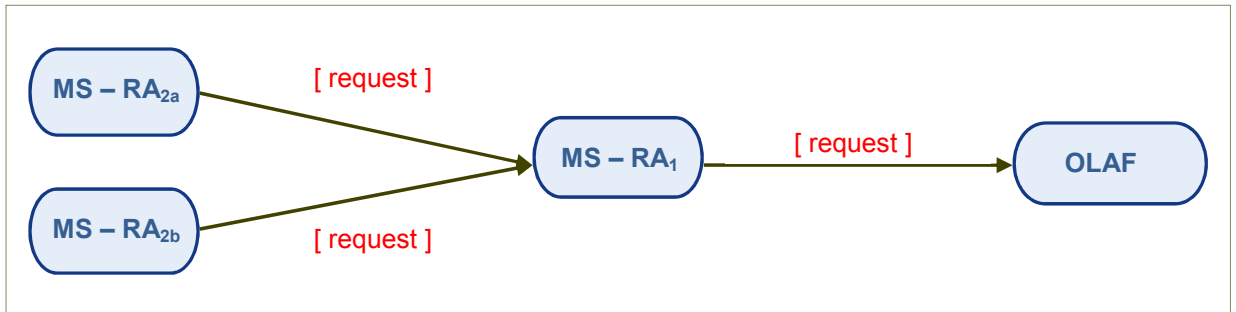 MS – RA2a
[ request ]
MS – RA1
[ request ]
OLAF
MS – RA2b
[ request ]